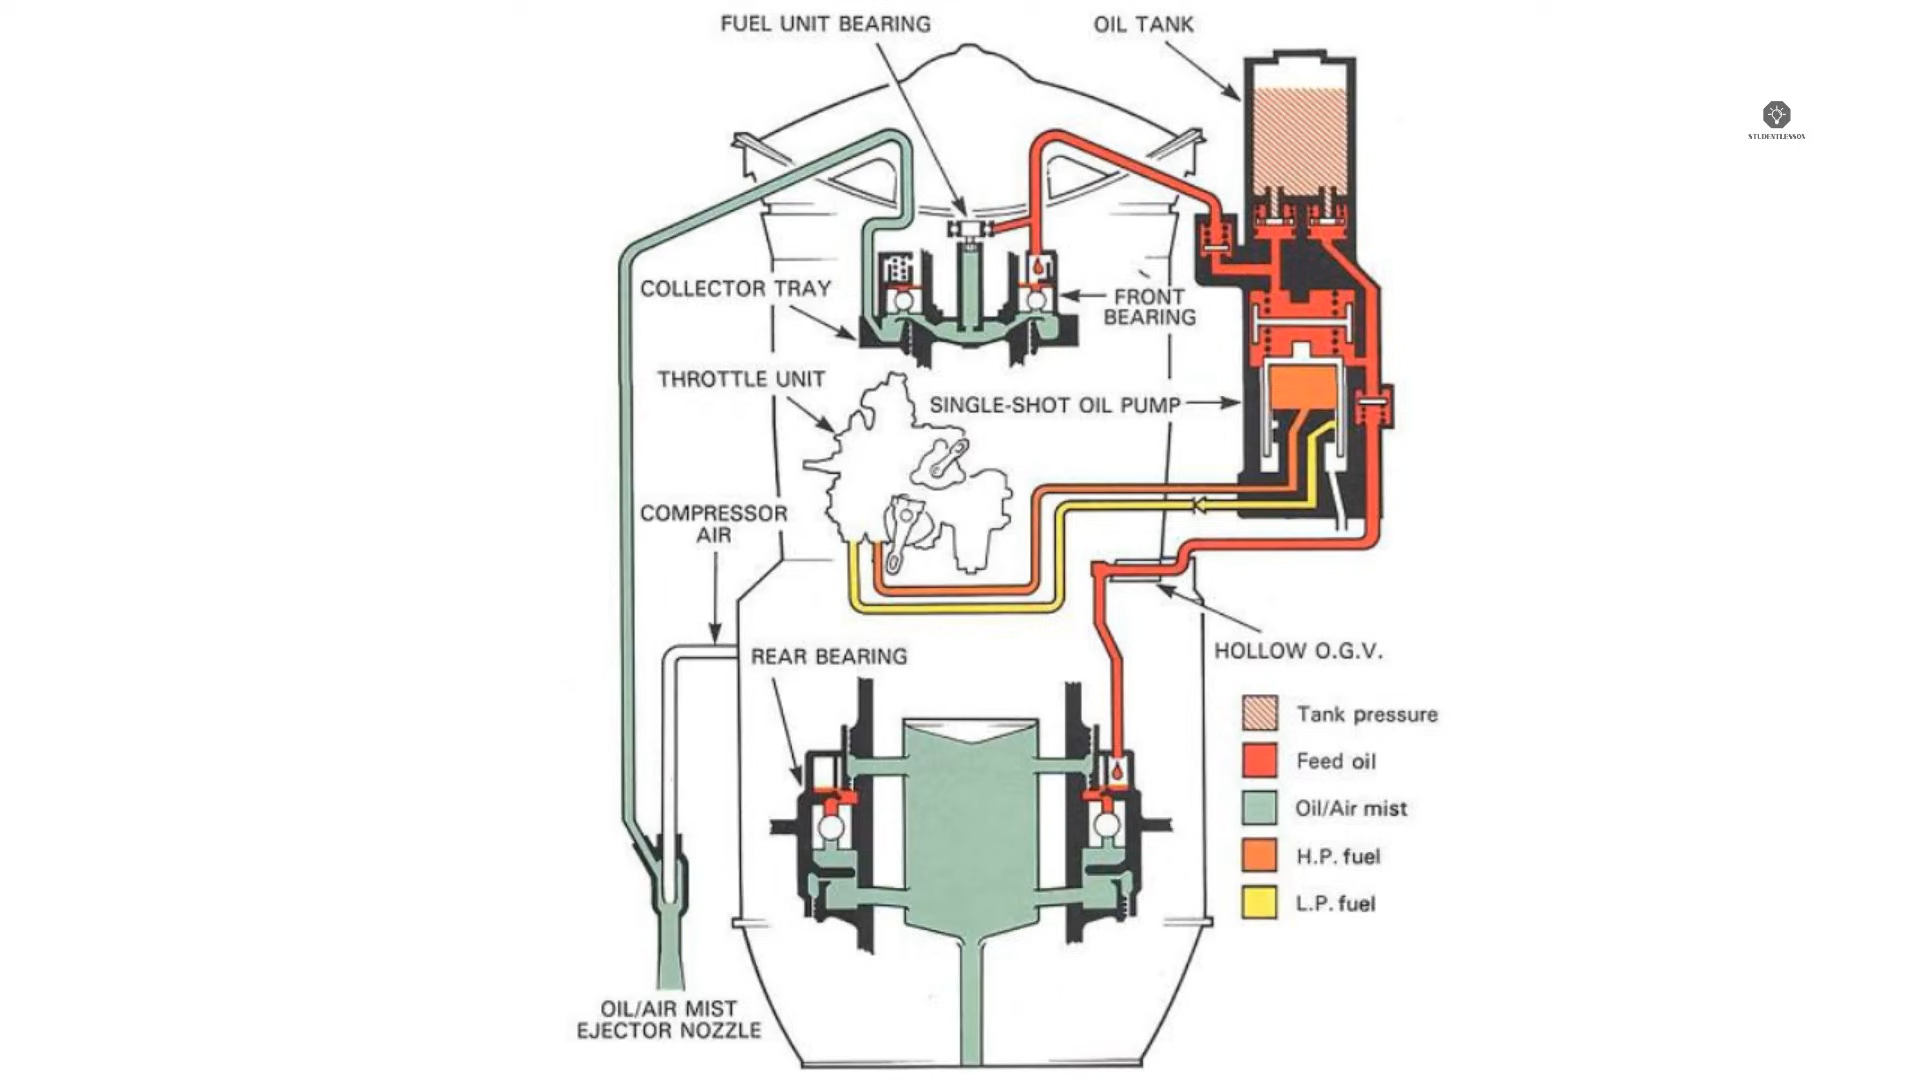 FUEL UNIT BEARING
OIL TANK
STUDENTLESSON
COLLECTOR TRAY
FRONT
BEARING
THROTTLE UNIT
SINGLE-SHOT OIL PUMP
COMPRESSOR
AIR
REAR BEARING
HOLLOW O.G.V.
Tank pressure
Feed oil
Oil/Air mist
H.P. fuel
L.P. fuel
OIL/AIR MIST
EJECTOR NOZZLE